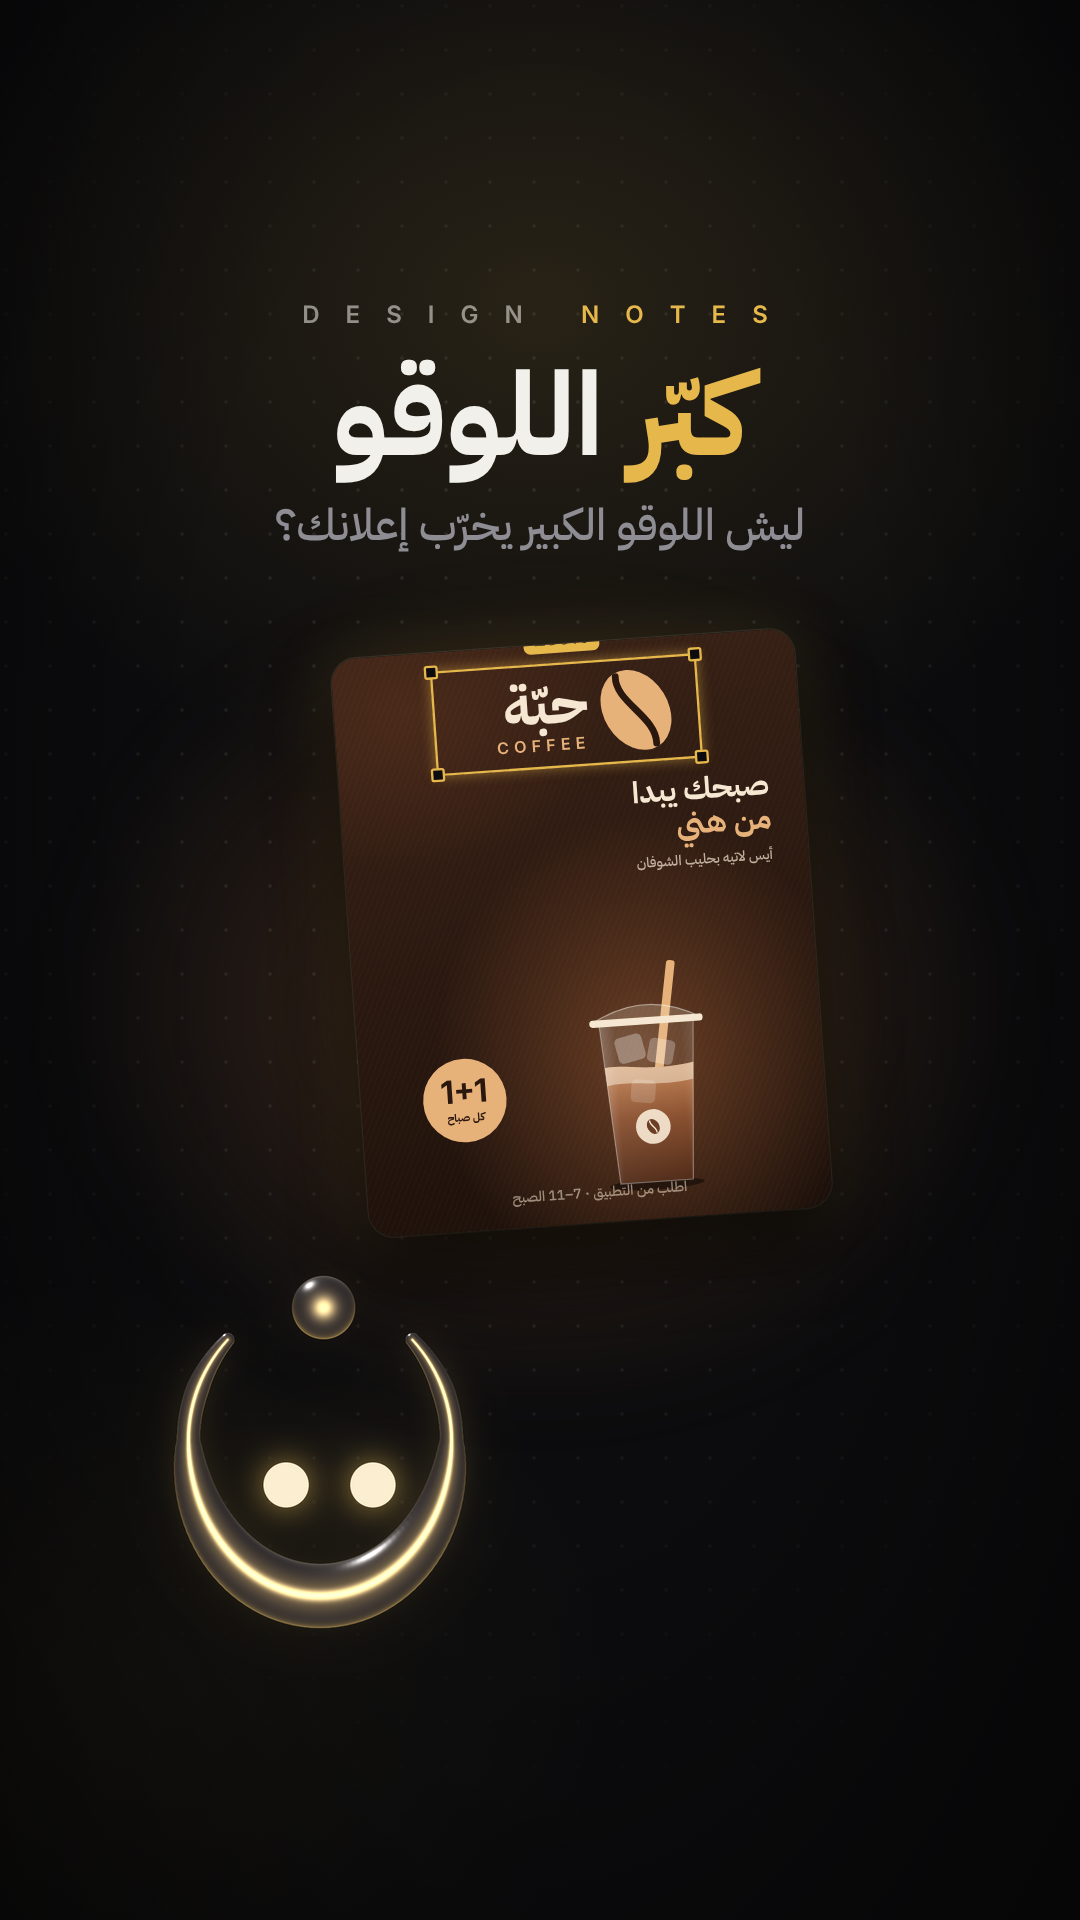 DESIGN NOTES
كبّر اللوقو
ليش اللوقو الكبير يخرّب إعلانك؟
حبّة
COFFEE
صبحك يبدا
من هني
أيس لاتيه بحليب الشوفان
1+1
كل صباح
اطلب من التطبيق · 7–11 الصبح